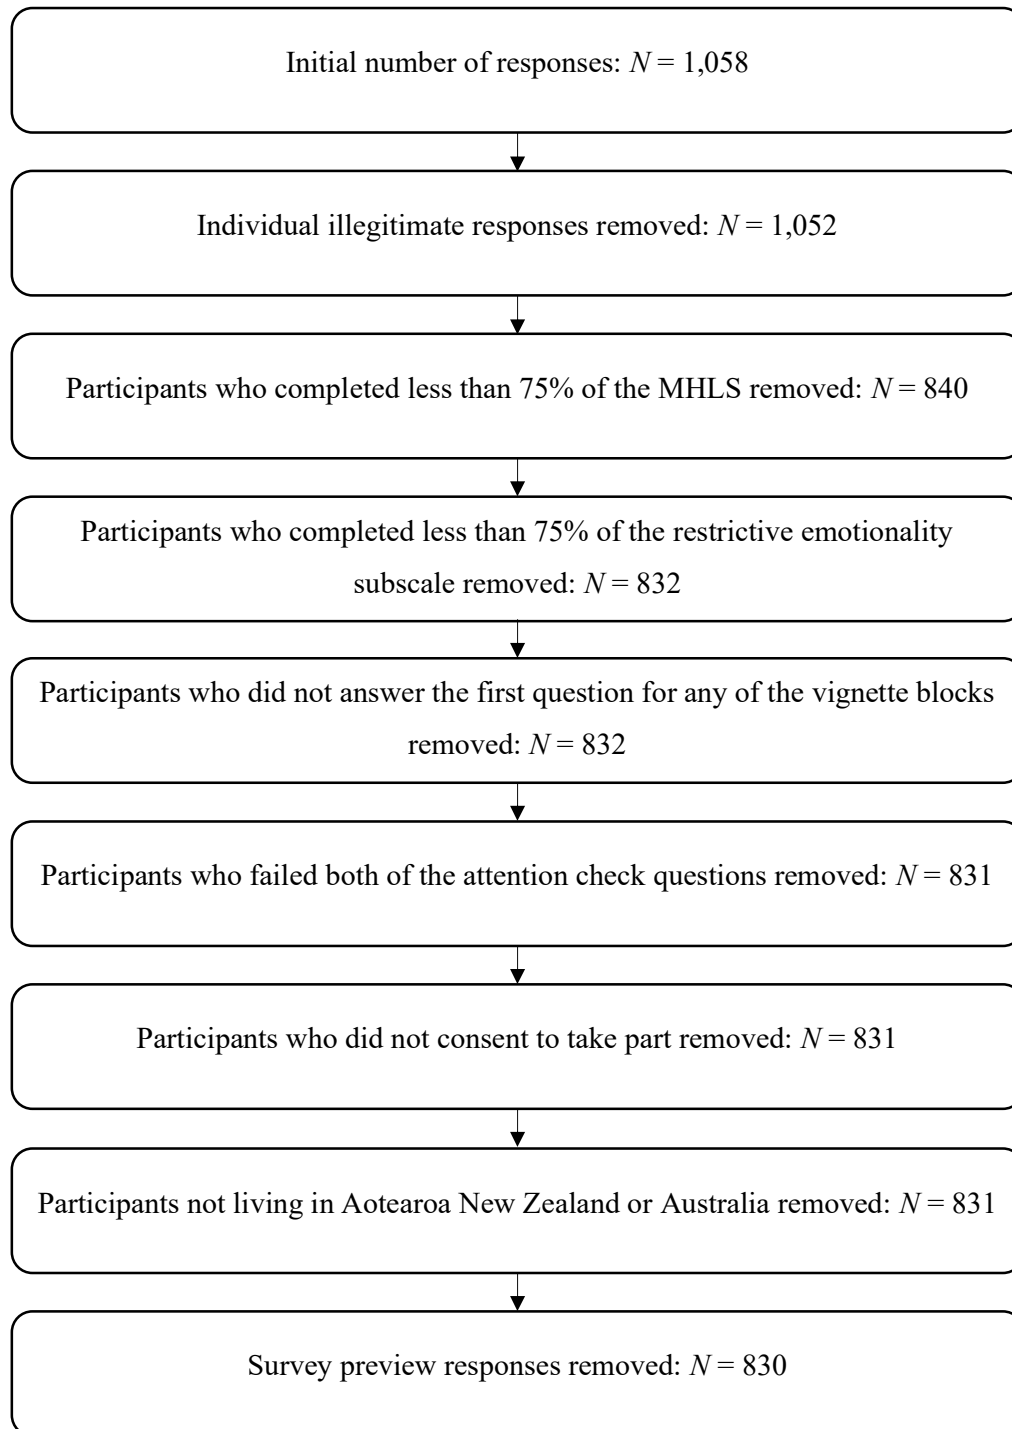 Initial number of responses: N = 1,058
Individual illegitimate responses removed: N = 1,052
Participants who completed less than 75% of the MHLS removed: N = 840
Participants who completed less than 75% of the restrictive emotionality
subscale removed: N = 832
Participants who did not answer the first question for any of the vignette blocks
removed: N = 832
Participants who failed both of the attention check questions removed: N = 831
Participants who did not consent to take part removed: N = 831
Participants not living in Aotearoa New Zealand or Australia removed: N = 831
Survey preview responses removed: N = 830